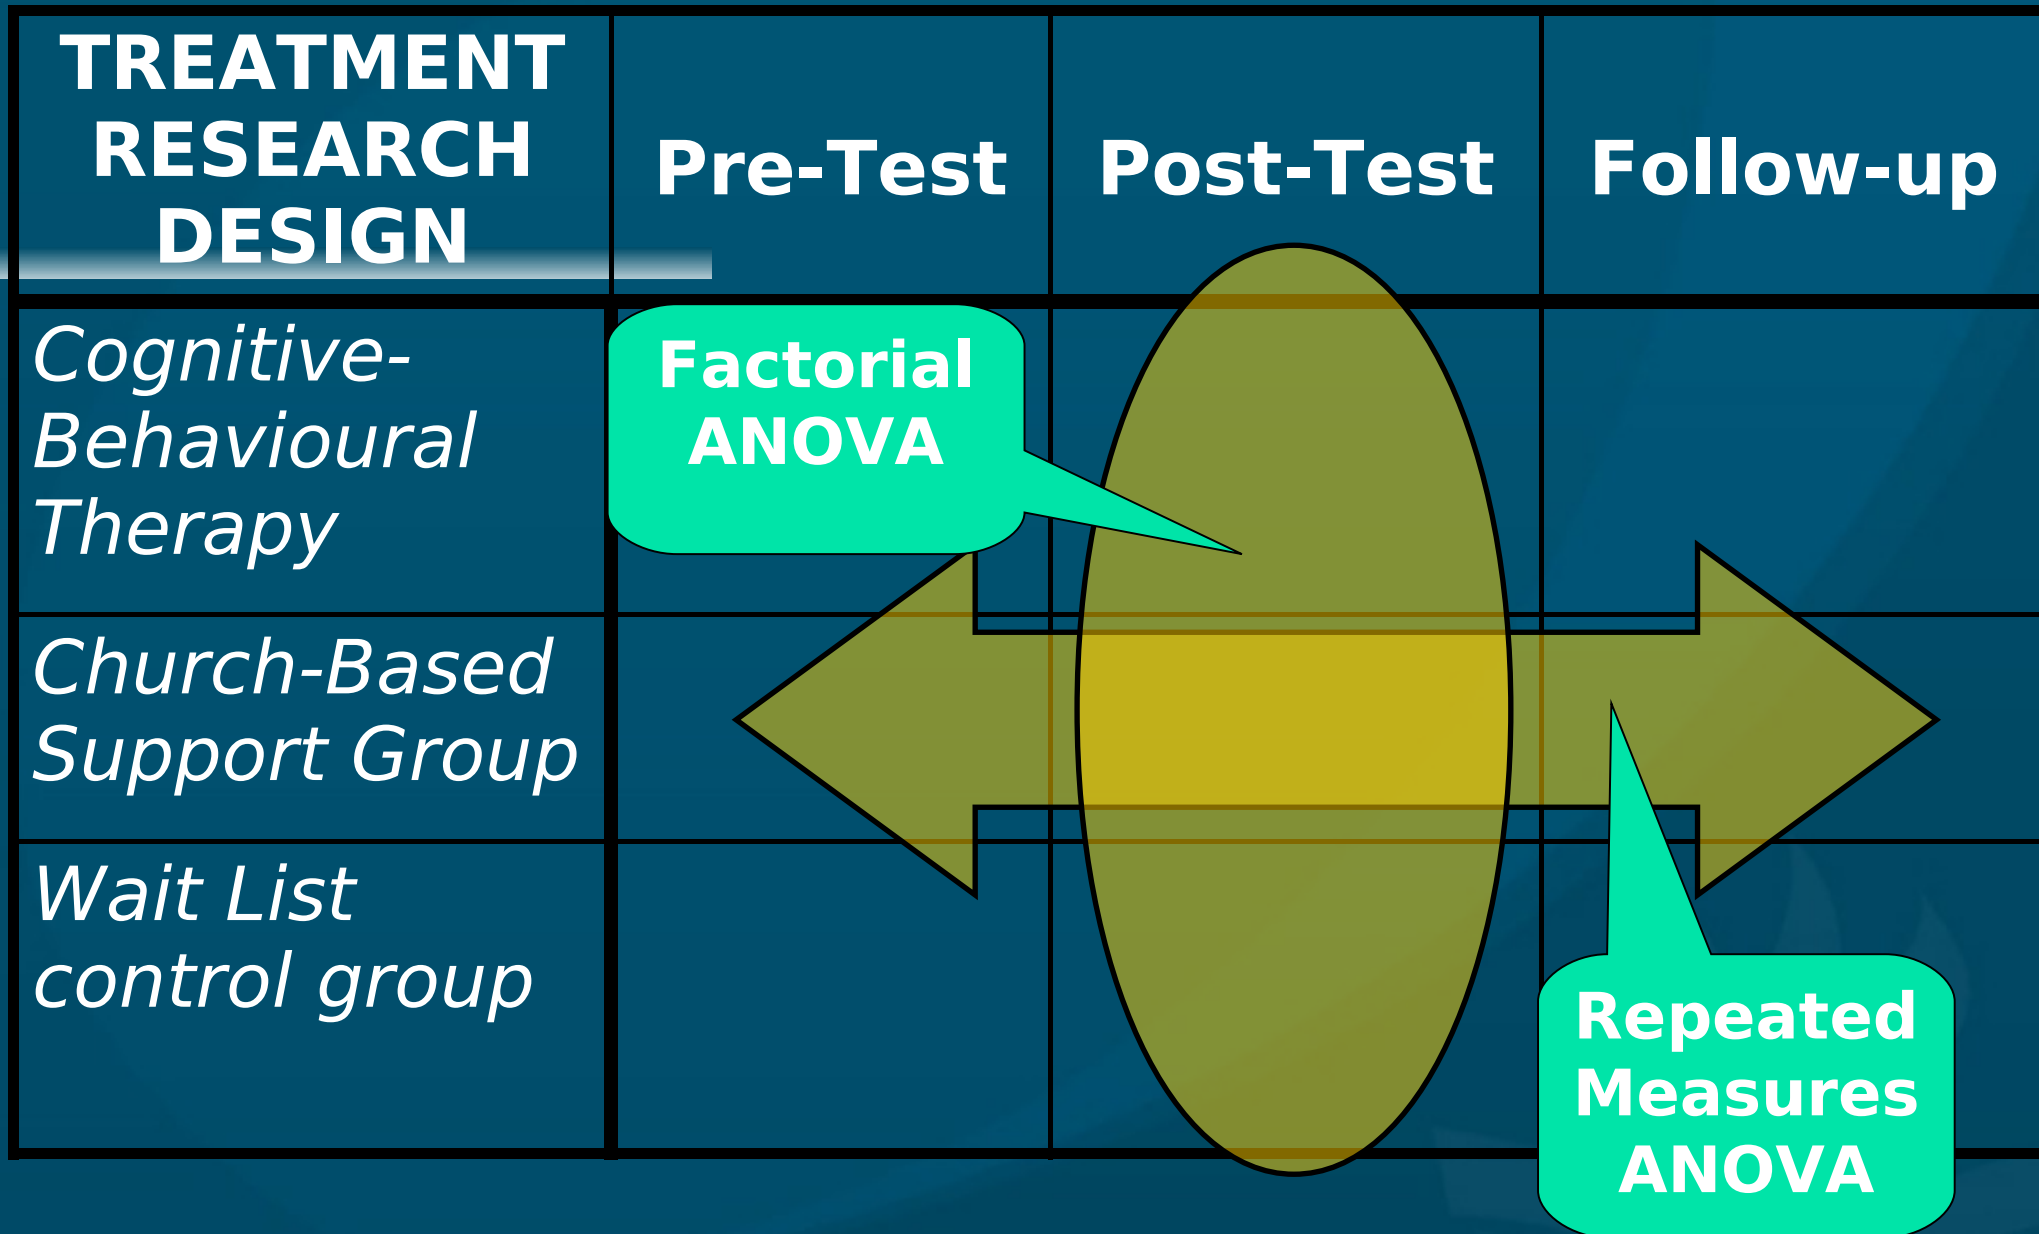 TREATMENT
RESEARCH
DESIGN
Pre-Test
Post-Test
Follow-up
Cognitive-
Behavioural
Therapy
Factorial
ANOVA
Church-Based
Support Group
Wait List
control group
Repeated
Measures
ANOVA